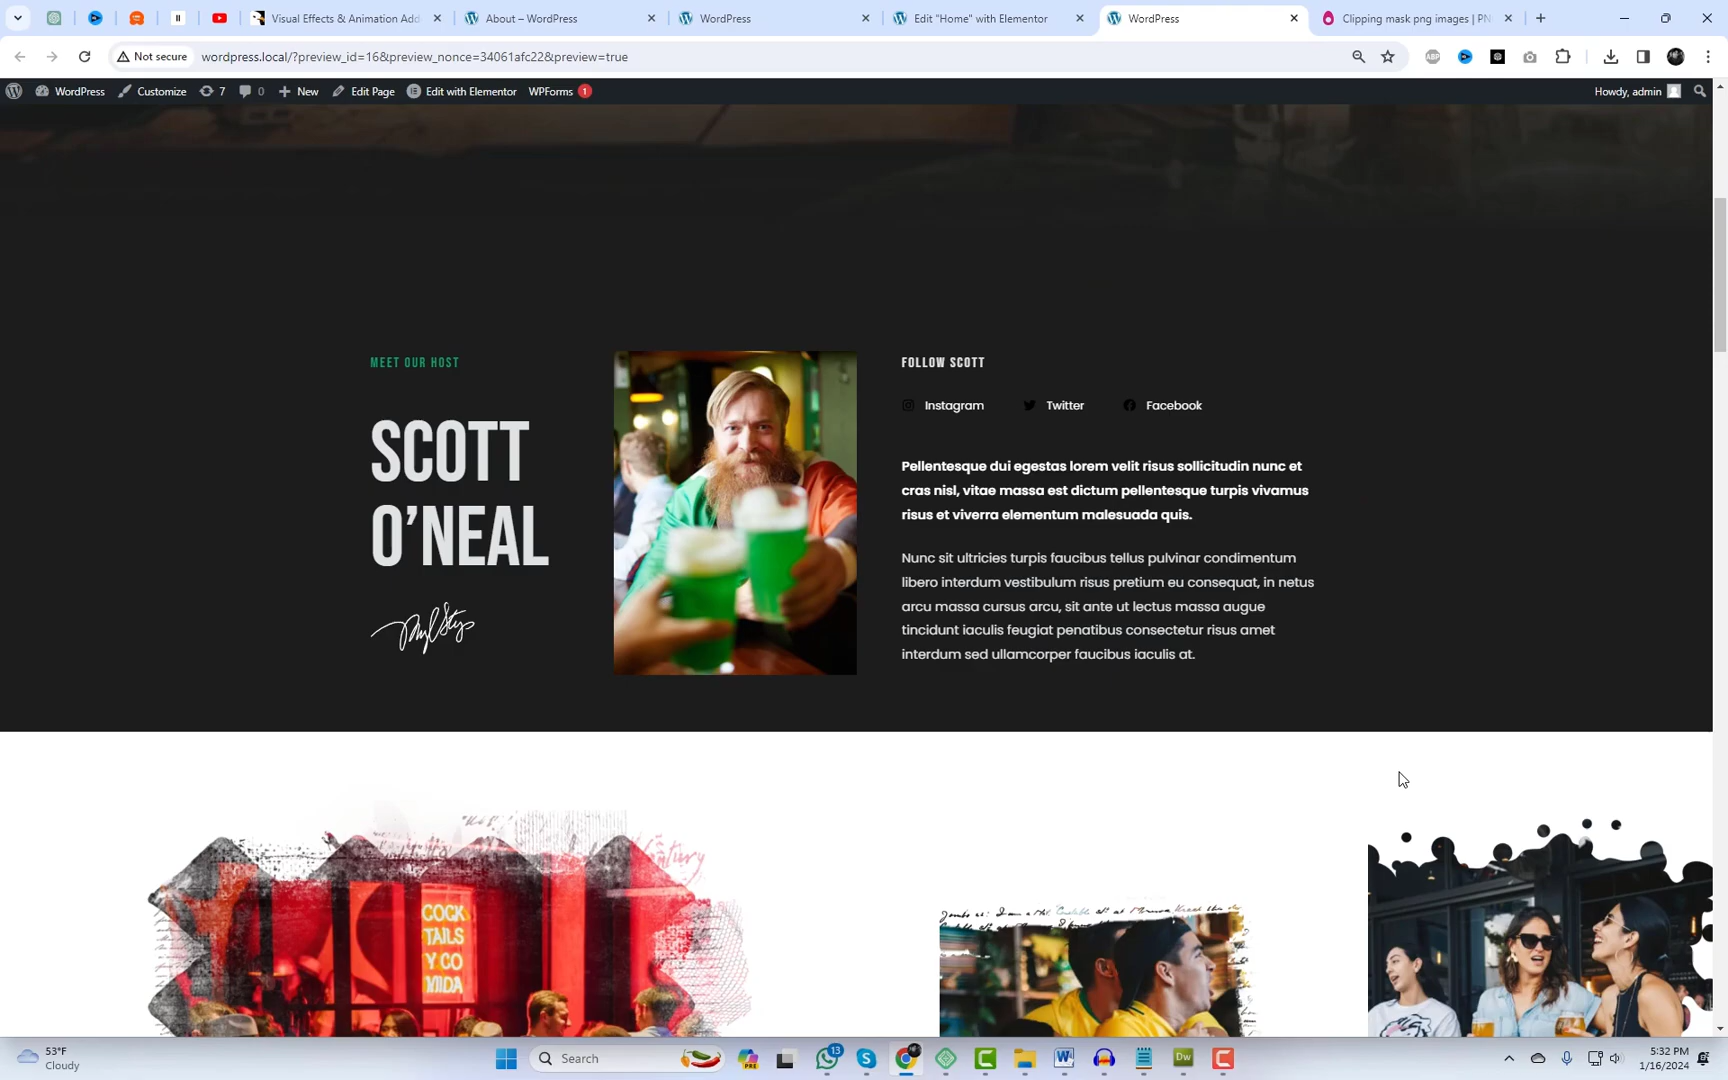 Visual Effects & Animation Add
About – WordPress
WordPress
Edit "Home" with Elementor
WordPress
Clipping mask png images | PN
Not secure
wordpress.local/?preview_id=16&preview_nonce=34061afc22&preview=true
WordPress
Customize
7
0
New
Edit Page
Edit with Elementor
WPForms 1
Howdy, admin
MEET OUR HOST
SCOTT
O’NEAL
FOLLOW SCOTT
Instagram
Twitter
Facebook
Pellentesque dui egestas lorem velit risus sollicitudin nunc et
cras nisl, vitae massa est dictum pellentesque turpis vivamus
risus et viverra elementum malesuada quis.
Nunc sit ultricies turpis faucibus tellus pulvinar condimentum
libero interdum vestibulum risus pretium eu consequat, in netus
arcu massa cursus arcu, sit ante ut lectus massa augue
tincidunt iaculis feugiat penatibus consectetur risus amet
interdum sed ullamcorper faucibus iaculis at.
COCK
TAILS
Y CO
MIDA
53°F
Cloudy
Search
PRE
13
Dw
5:32 PM
1/16/2024